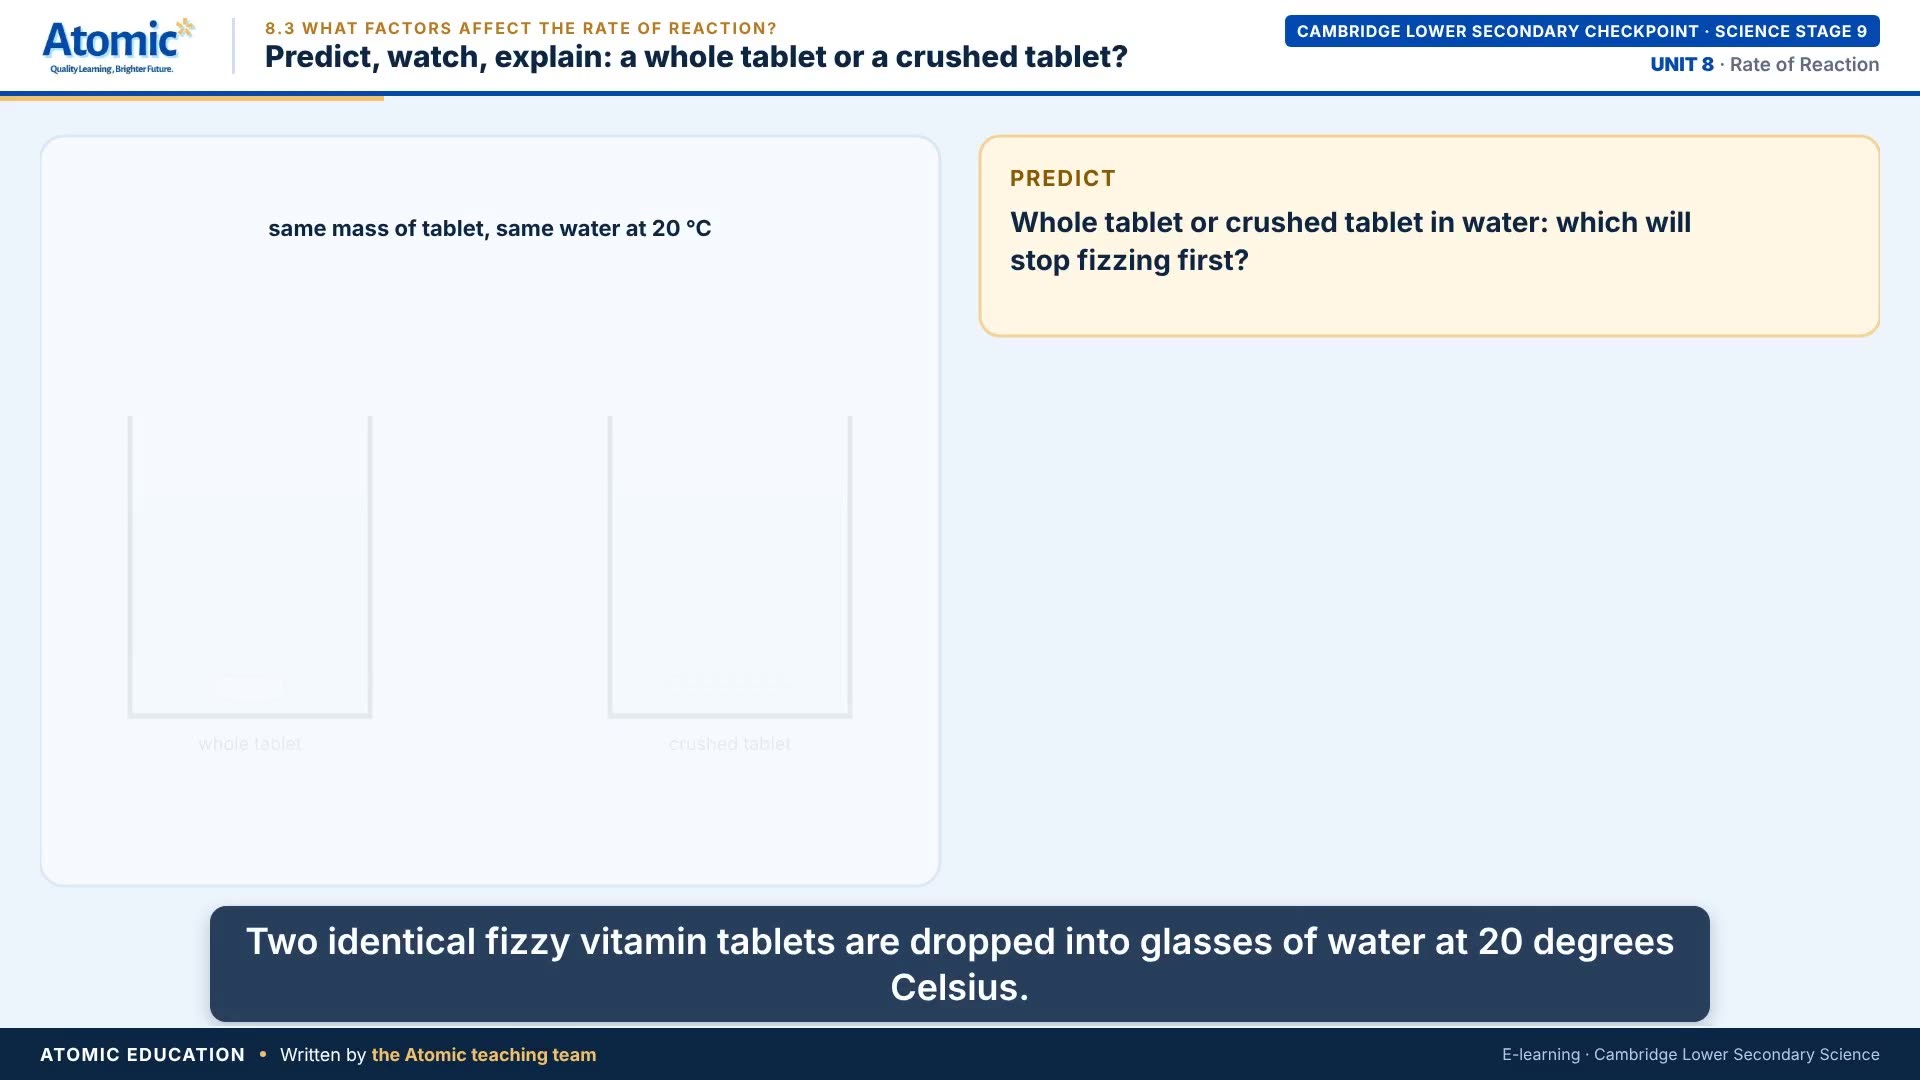 Atomic
Quality Learning, Brighter Future.
8.3 WHAT FACTORS AFFECT THE RATE OF REACTION?
Predict, watch, explain: a whole tablet or a crushed tablet?
CAMBRIDGE LOWER SECONDARY CHECKPOINT · SCIENCE STAGE 9
UNIT 8 · Rate of Reaction
same mass of tablet, same water at 20 °C
whole tablet
crushed tablet
PREDICT
Whole tablet or crushed tablet in water: which will
stop fizzing first?
Two identical fizzy vitamin tablets are dropped into glasses of water at 20 degrees
Celsius.
ATOMIC EDUCATION • Written by the Atomic teaching team
E-learning · Cambridge Lower Secondary Science